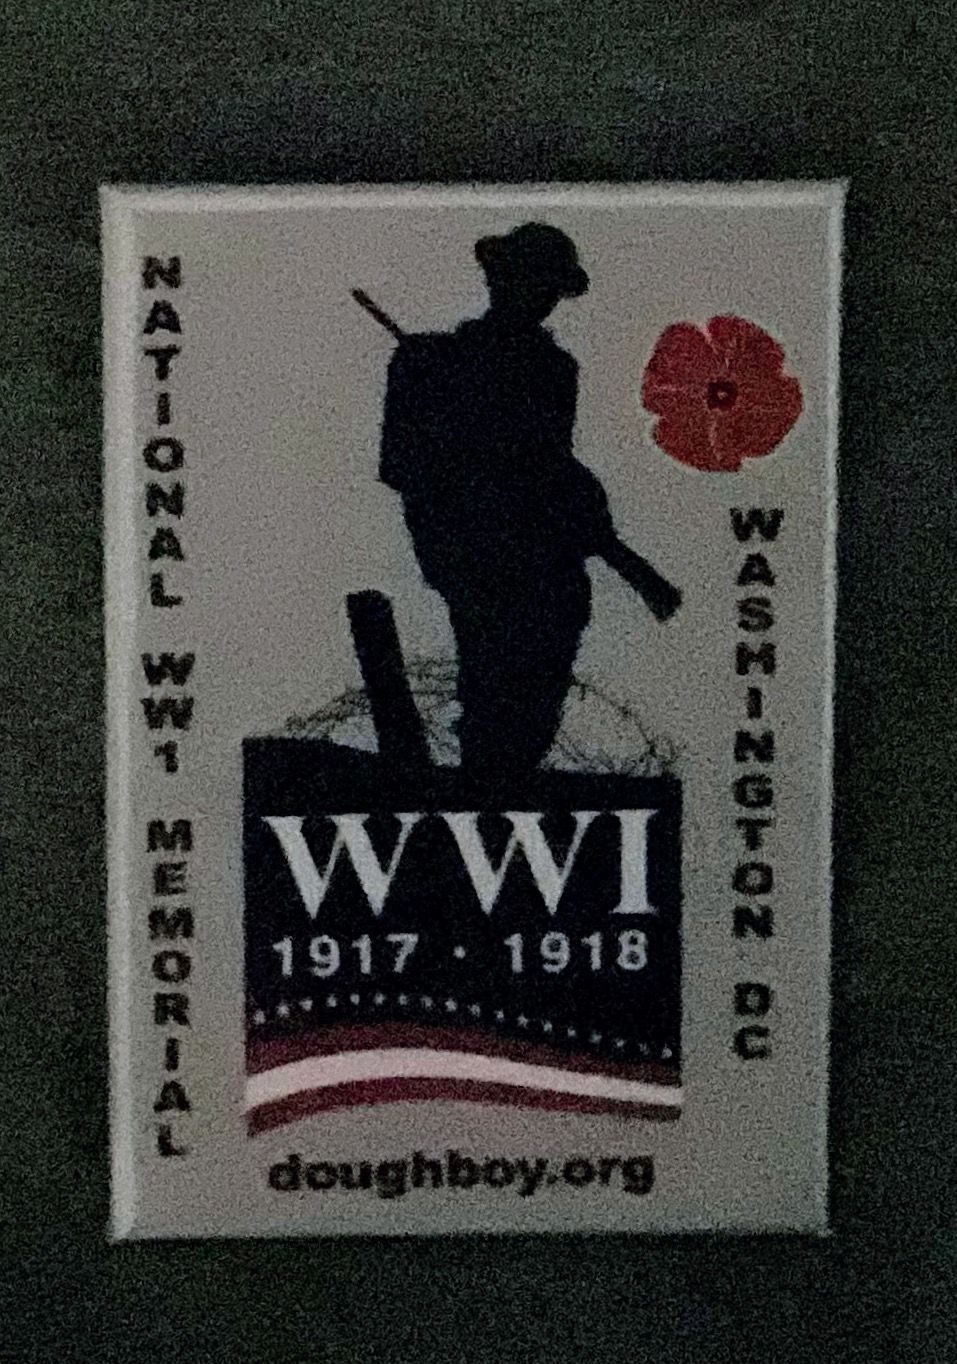 NATIONAL WW1 MEMORIAL
WASHINGTON DC
WWI
1917 · 1918
doughboy.org